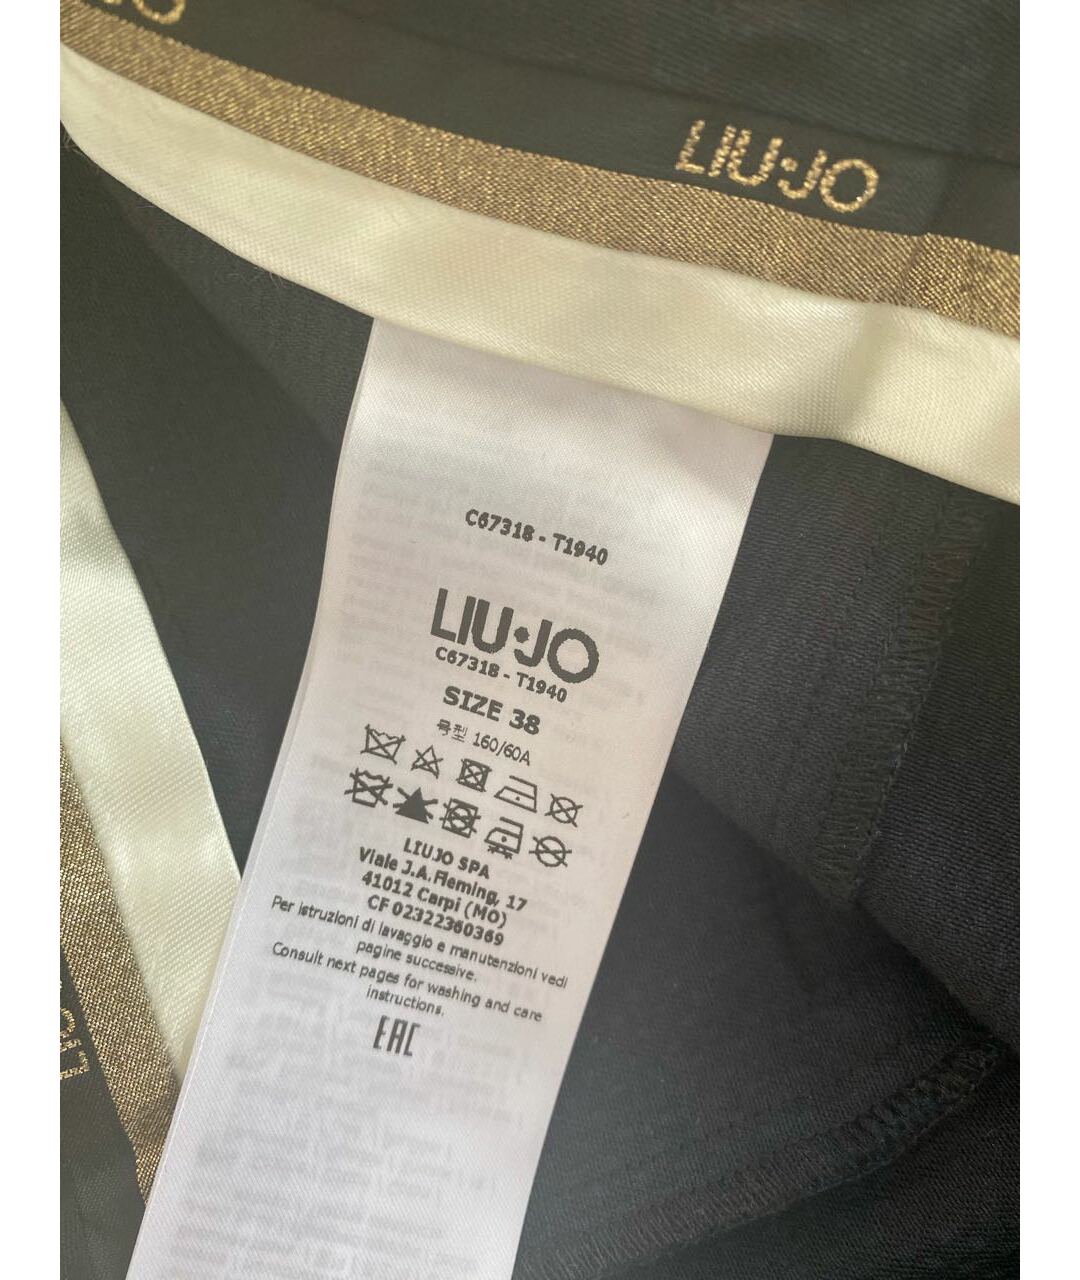 JO
LIU·JO
C67318 - T1940
LIU·JO
C67318 - T1940
SIZE 38
号型 160/60A
LIUJO SPA
Viale J.A.Fleming, 17
41012 Carpi (MO)
CF 02322360369
Per istruzioni di lavaggio e manutenzioni vedi
pagine successive.
Consult next pages for washing and care
instructions.
EAC
LIU